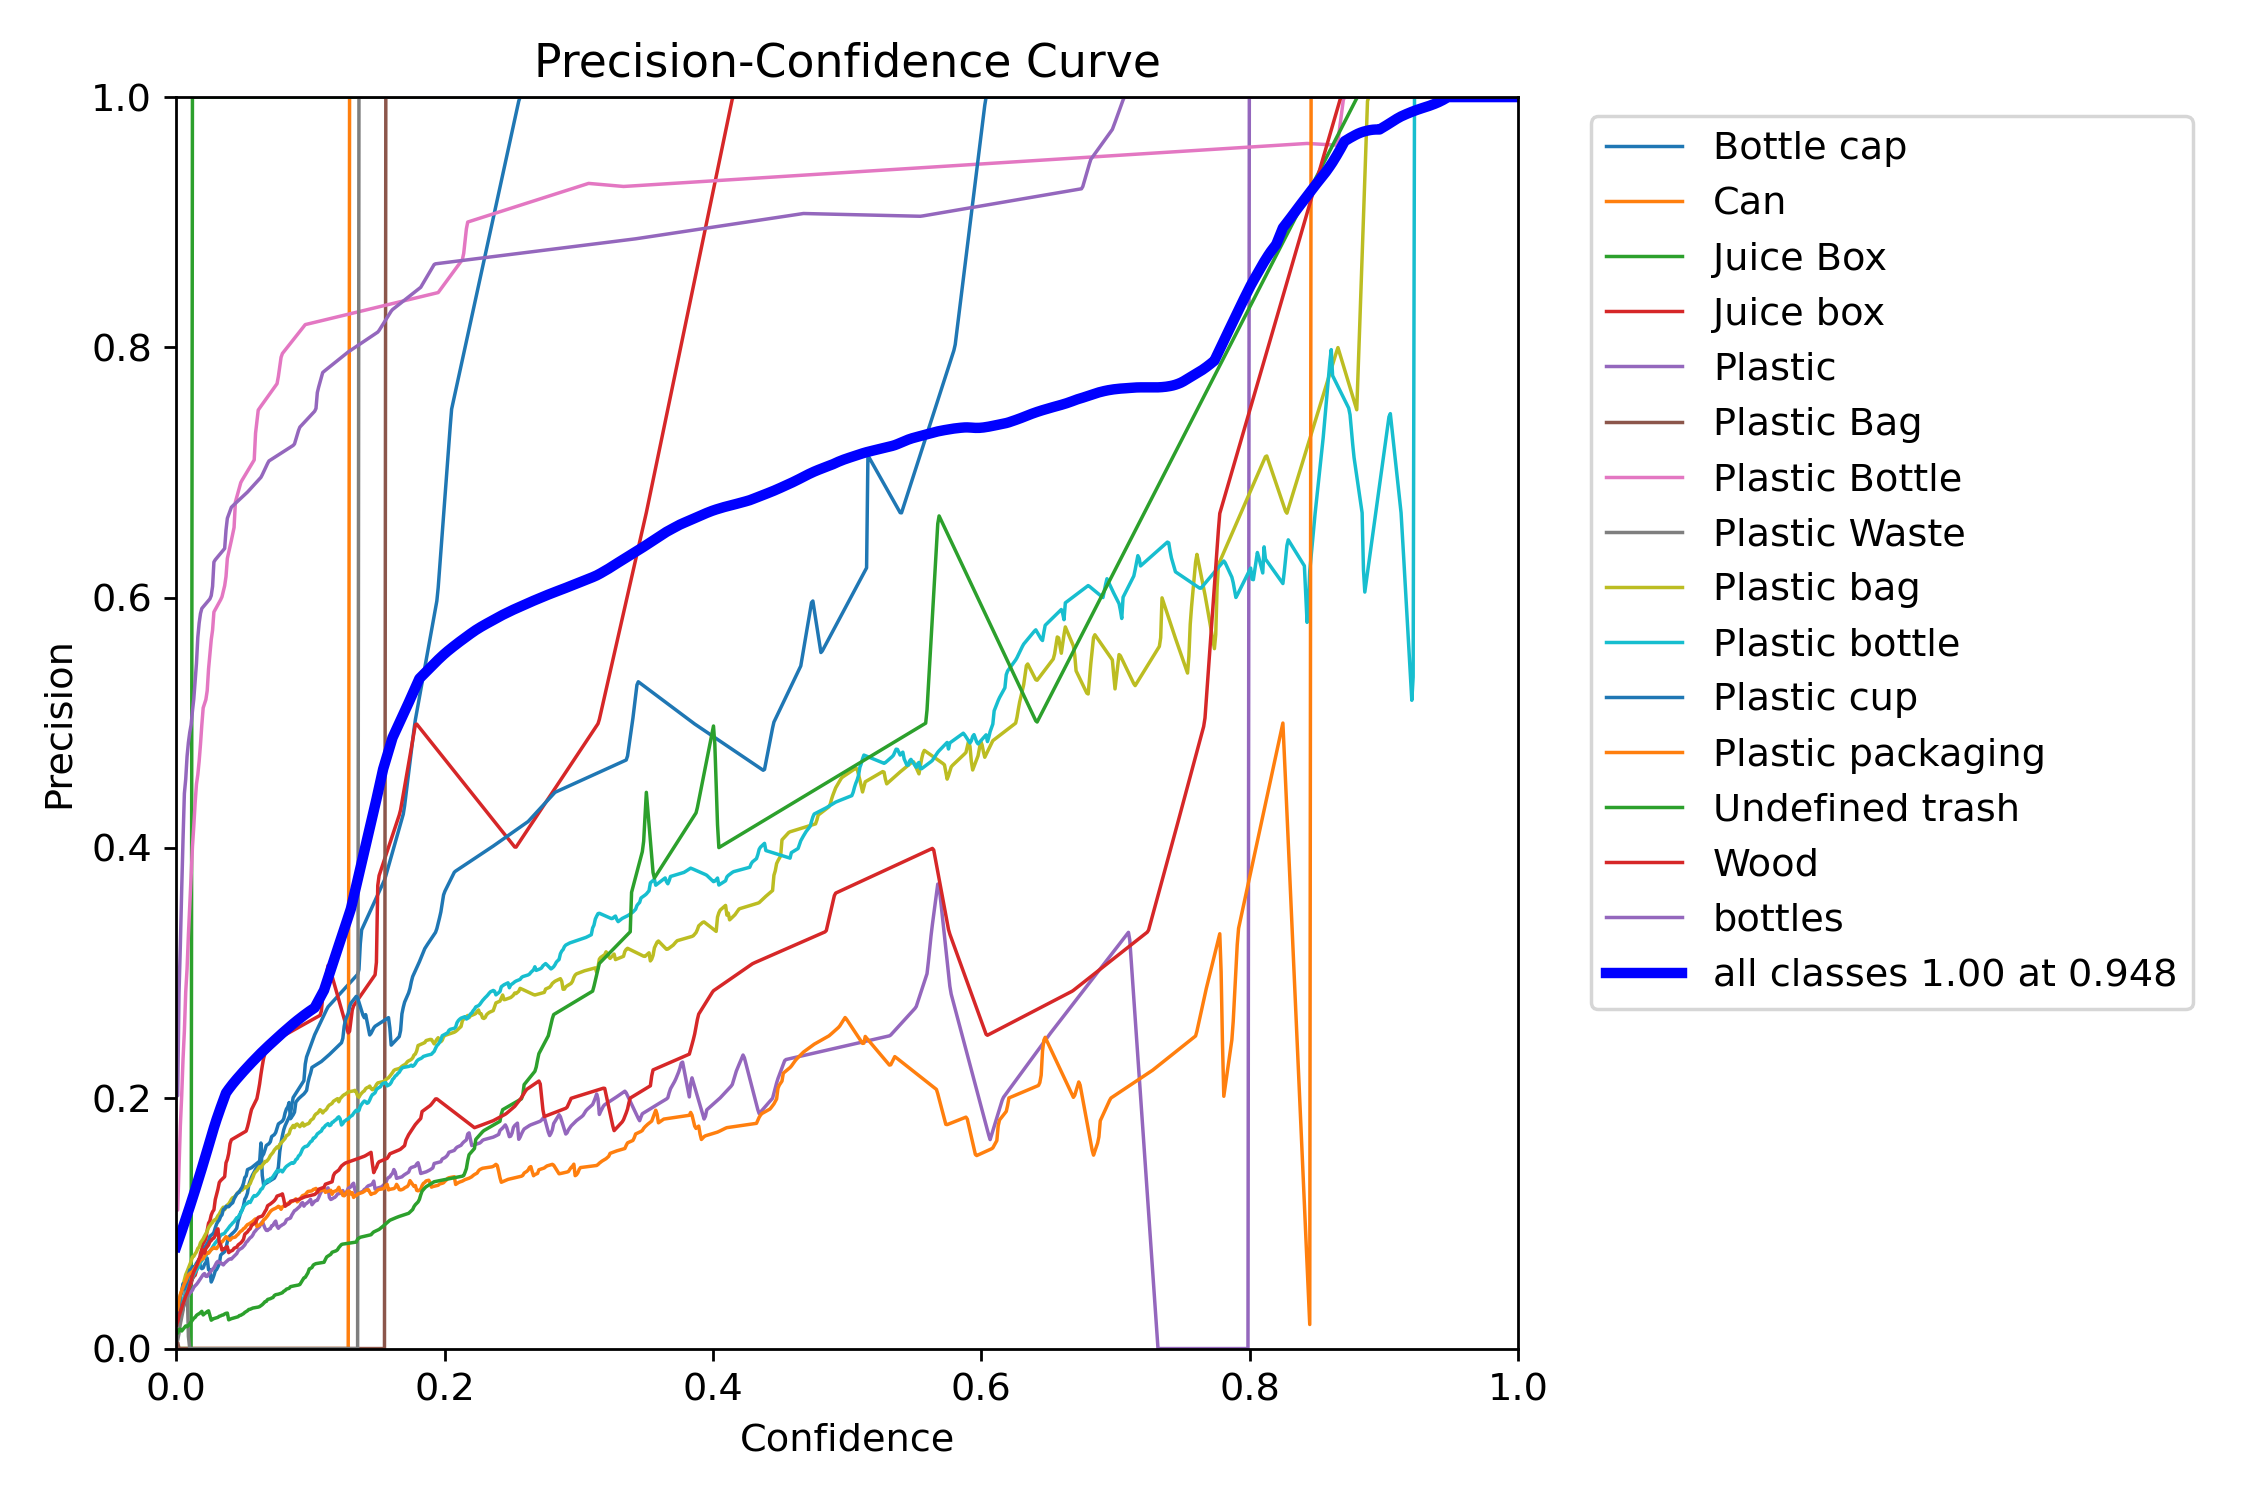 Precision-Confidence Curve
1.0
0.8
0.6
0.4
0.2
0.0
Precision
0.0 0.2 0.4 0.6 0.8 1.0
Confidence
Bottle cap
Can
Juice Box
Juice box
Plastic
Plastic Bag
Plastic Bottle
Plastic Waste
Plastic bag
Plastic bottle
Plastic cup
Plastic packaging
Undefined trash
Wood
bottles
all classes 1.00 at 0.948